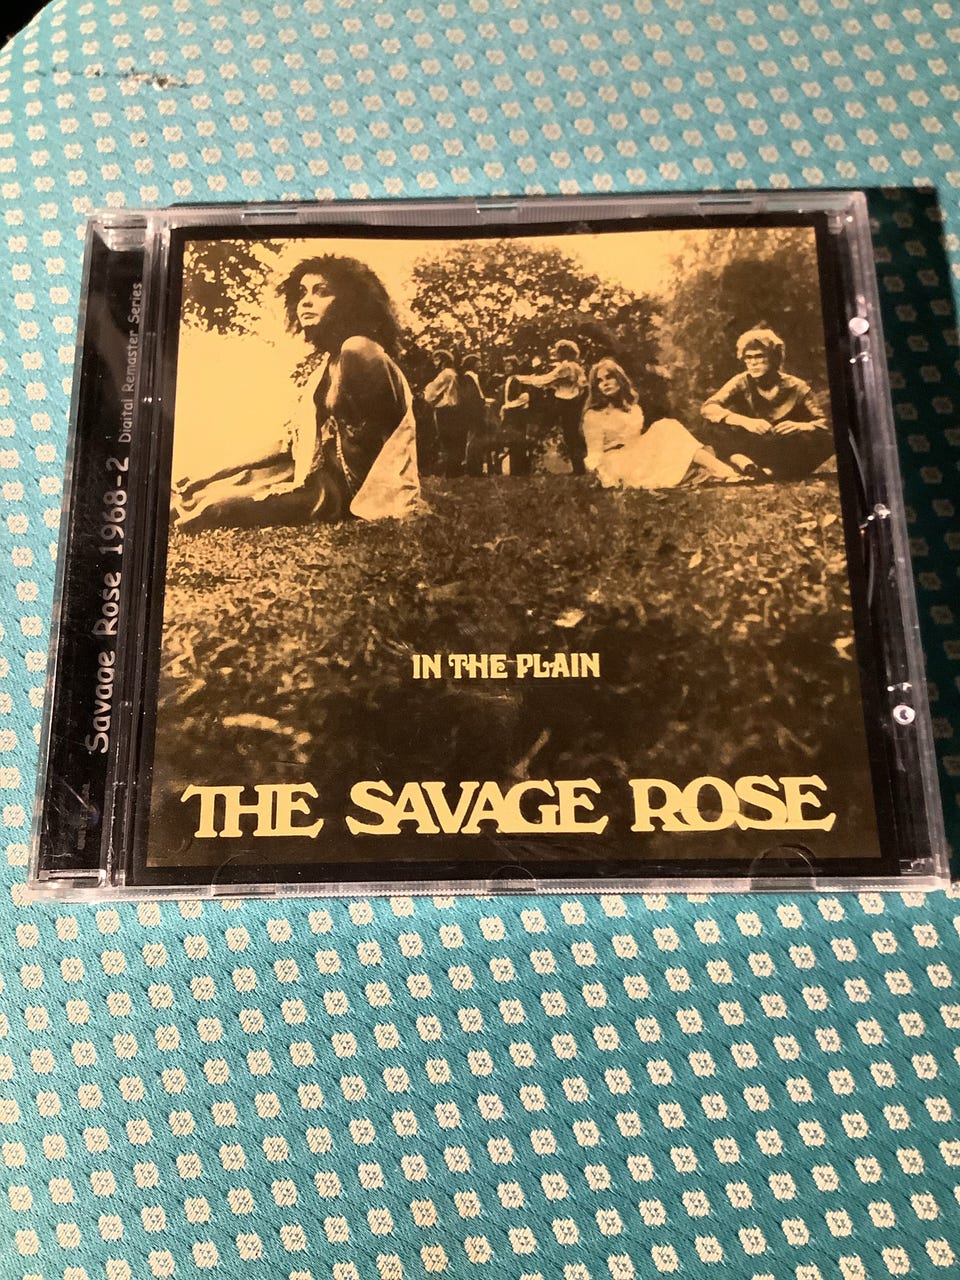 Savage Rose 1968-2 Digital Remaster Series
IN THE PLAIN
THE SAVAGE ROSE